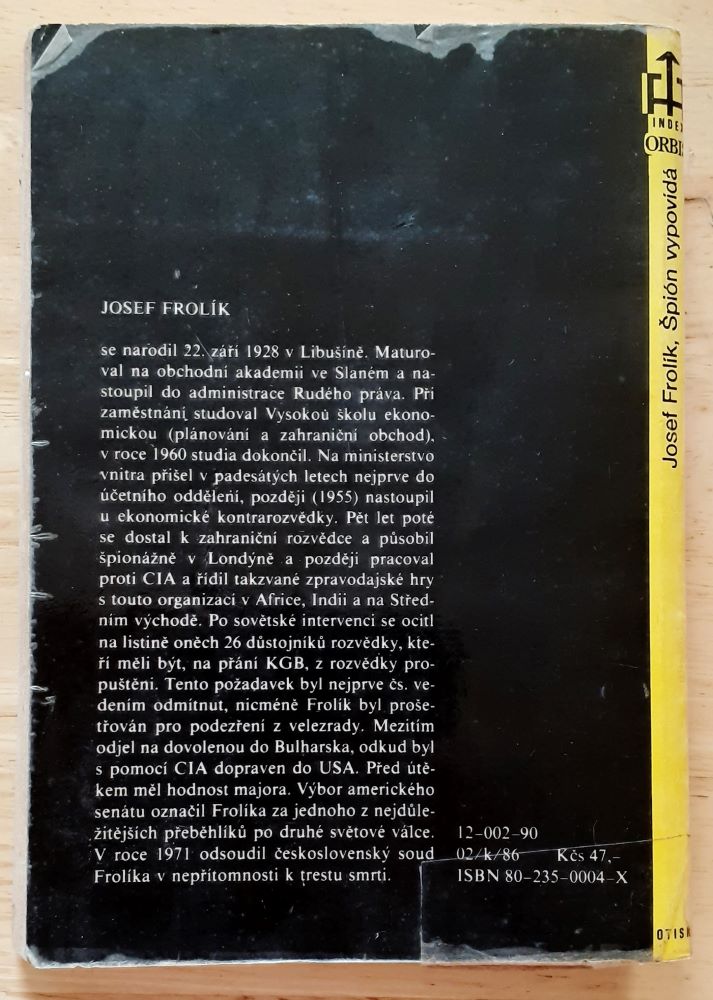 JOSEF FROLÍK
se narodil 22. září 1928 v Libušíně. Maturo-
val na obchodní akademii ve Slaném a na-
stoupil do administrace Rudého práva. Při
zaměstnání studoval Vysokou školu ekono-
mickou (plánování a zahraniční obchod),
v roce 1960 studia dokončil. Na ministerstvo
vnitra přišel v padesátých letech nejprve do
účetního oddělení, později (1955) nastoupil
u ekonomické kontrarozvědky. Pět let poté
se dostal k zahraniční rozvědce a působil
špionážně v Londýně a později pracoval
proti CIA a řídil takzvané zpravodajské hry
s touto organizací v Africe, Indii a na Střed-
ním východě. Po sovětské intervenci se ocitl
na listině oněch 26 důstojníků rozvědky, kte-
ří měli být, na přání KGB, z rozvědky pro-
puštěni. Tento požadavek byl nejprve čs. ve-
dením odmítnut, nicméně Frolík byl proše-
třován pro podezření z velezrady. Mezitím
odjel na dovolenou do Bulharska, odkud byl
s pomocí CIA dopraven do USA. Před útě-
kem měl hodnost majora. Výbor amerického
senátu označil Frolíka za jednoho z nejdůle-
žitějších přeběhlíků po druhé světové válce.
V roce 1971 odsoudil československý soud
Frolíka v nepřítomnosti k trestu smrti.
12-002-90
02/k/86 Kčs 47,-
ISBN 80-235-0004-X
INDEX
ORBIS
Josef Frolík, Špión vypovídá
OTISK